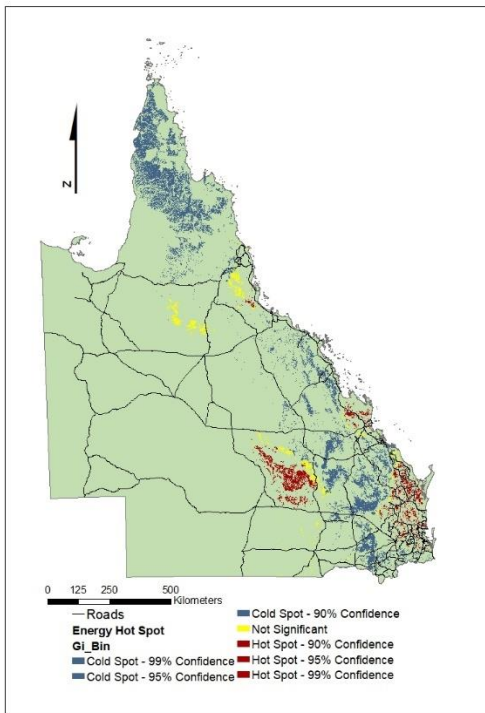 N
0 125 250 500
Kilometers
Roads
Energy Hot Spot
Gi_Bin
Cold Spot - 99% Confidence
Cold Spot - 95% Confidence
Cold Spot - 90% Confidence
Not Significant
Hot Spot - 90% Confidence
Hot Spot - 95% Confidence
Hot Spot - 99% Confidence